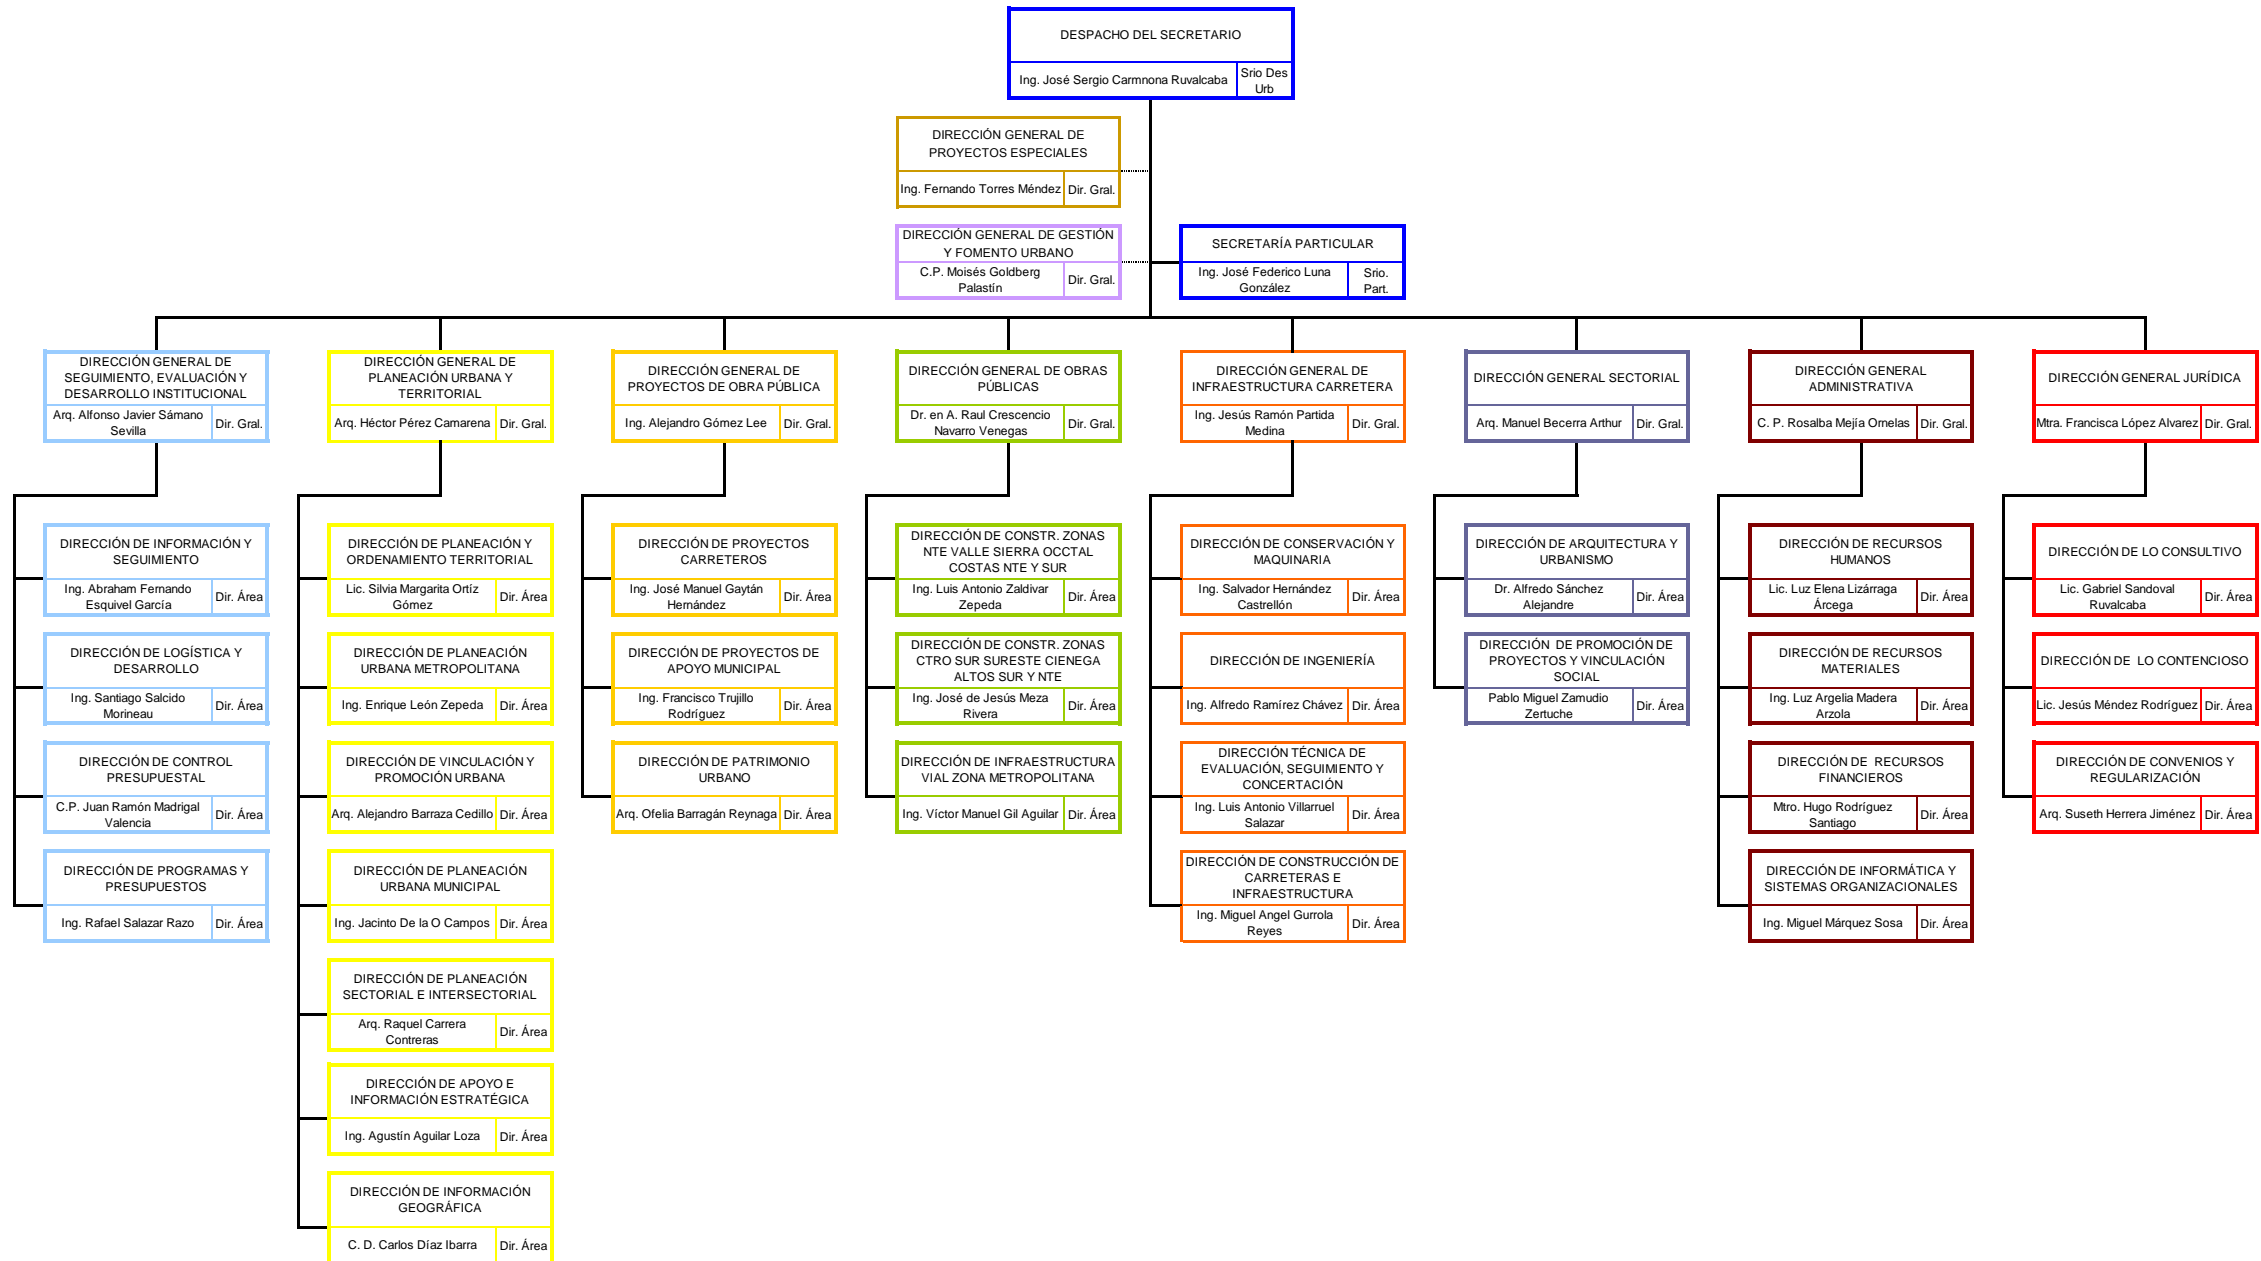 DESPACHO DEL SECRETARIO
Ing. José Sergio Carmnona Ruvalcaba
Srio Des
Urb
DIRECCIÓN GENERAL DE
PROYECTOS ESPECIALES
Ing. Fernando Torres Méndez
Dir. Gral.
DIRECCIÓN GENERAL DE GESTIÓN
Y FOMENTO URBANO
C.P. Moisés Goldberg
Palastín
Dir. Gral.
SECRETARÍA PARTICULAR
Ing. José Federico Luna
González
Srio.
Part.
DIRECCIÓN GENERAL DE
SEGUIMIENTO, EVALUACIÓN Y
DESARROLLO INSTITUCIONAL
Arq. Alfonso Javier Sámano
Sevilla
Dir. Gral.
DIRECCIÓN GENERAL DE
PLANEACIÓN URBANA Y
TERRITORIAL
Arq. Héctor Pérez Camarena
Dir. Gral.
DIRECCIÓN GENERAL DE
PROYECTOS DE OBRA PÚBLICA
Ing. Alejandro Gómez Lee
Dir. Gral.
DIRECCIÓN GENERAL DE OBRAS
PÚBLICAS
Dr. en A. Raul Crescencio
Navarro Venegas
Dir. Gral.
DIRECCIÓN GENERAL DE
INFRAESTRUCTURA CARRETERA
Ing. Jesús Ramón Partida
Medina
Dir. Gral.
DIRECCIÓN GENERAL SECTORIAL
Arq. Manuel Becerra Arthur
Dir. Gral.
DIRECCIÓN GENERAL
ADMINISTRATIVA
C. P. Rosalba Mejía Ornelas
Dir. Gral.
DIRECCIÓN GENERAL JURÍDICA
Mtra. Francisca López Alvarez
Dir. Gral.
DIRECCIÓN DE INFORMACIÓN Y
SEGUIMIENTO
Ing. Abraham Fernando
Esquivel García
Dir. Área
DIRECCIÓN DE LOGÍSTICA Y
DESARROLLO
Ing. Santiago Salcido
Morineau
Dir. Área
DIRECCIÓN DE CONTROL
PRESUPUESTAL
C.P. Juan Ramón Madrigal
Valencia
Dir. Área
DIRECCIÓN DE PROGRAMAS Y
PRESUPUESTOS
Ing. Rafael Salazar Razo
Dir. Área
DIRECCIÓN DE PLANEACIÓN Y
ORDENAMIENTO TERRITORIAL
Lic. Silvia Margarita Ortíz
Gómez
Dir. Área
DIRECCIÓN DE PLANEACIÓN
URBANA METROPOLITANA
Ing. Enrique León Zepeda
Dir. Área
DIRECCIÓN DE VINCULACIÓN Y
PROMOCIÓN URBANA
Arq. Alejandro Barraza Cedillo
Dir. Área
DIRECCIÓN DE PLANEACIÓN
URBANA MUNICIPAL
Ing. Jacinto De la O Campos
Dir. Área
DIRECCIÓN DE PLANEACIÓN
SECTORIAL E INTERSECTORIAL
Arq. Raquel Carrera
Contreras
Dir. Área
DIRECCIÓN DE APOYO E
INFORMACIÓN ESTRATÉGICA
Ing. Agustín Aguilar Loza
Dir. Área
DIRECCIÓN DE INFORMACIÓN
GEOGRÁFICA
C. D. Carlos Díaz Ibarra
Dir. Área
DIRECCIÓN DE PROYECTOS
CARRETEROS
Ing. José Manuel Gaytán
Hernández
Dir. Área
DIRECCIÓN DE PROYECTOS DE
APOYO MUNICIPAL
Ing. Francisco Trujillo
Rodríguez
Dir. Área
DIRECCIÓN DE PATRIMONIO
URBANO
Arq. Ofelia Barragán Reynaga
Dir. Área
DIRECCIÓN DE CONSTR. ZONAS
NTE VALLE SIERRA OCCTAL
COSTAS NTE Y SUR
Ing. Luis Antonio Zaldivar
Zepeda
Dir. Área
DIRECCIÓN DE CONSTR. ZONAS
CTRO SUR SURESTE CIENEGA
ALTOS SUR Y NTE
Ing. José de Jesús Meza
Rivera
Dir. Área
DIRECCIÓN DE INFRAESTRUCTURA
VIAL ZONA METROPOLITANA
Ing. Víctor Manuel Gil Aguilar
Dir. Área
DIRECCIÓN DE CONSERVACIÓN Y
MAQUINARIA
Ing. Salvador Hernández
Castrellón
Dir. Área
DIRECCIÓN DE INGENIERÍA
Ing. Alfredo Ramírez Chávez
Dir. Área
DIRECCIÓN TÉCNICA DE
EVALUACIÓN, SEGUIMIENTO Y
CONCERTACIÓN
Ing. Luis Antonio Villarruel
Salazar
Dir. Área
DIRECCIÓN DE CONSTRUCCIÓN DE
CARRETERAS E
INFRAESTRUCTURA
Ing. Miguel Angel Gurrola
Reyes
Dir. Área
DIRECCIÓN DE ARQUITECTURA Y
URBANISMO
Dr. Alfredo Sánchez
Alejandre
Dir. Área
DIRECCIÓN DE PROMOCIÓN DE
PROYECTOS Y VINCULACIÓN
SOCIAL
Pablo Miguel Zamudio
Zertuche
Dir. Área
DIRECCIÓN DE RECURSOS
HUMANOS
Lic. Luz Elena Lizárraga
Árcega
Dir. Área
DIRECCIÓN DE RECURSOS
MATERIALES
Ing. Luz Argelia Madera
Arzola
Dir. Área
DIRECCIÓN DE RECURSOS
FINANCIEROS
Mtro. Hugo Rodríguez
Santiago
Dir. Área
DIRECCIÓN DE INFORMÁTICA Y
SISTEMAS ORGANIZACIONALES
Ing. Miguel Márquez Sosa
Dir. Área
DIRECCIÓN DE LO CONSULTIVO
Lic. Gabriel Sandoval
Ruvalcaba
Dir. Área
DIRECCIÓN DE LO CONTENCIOSO
Lic. Jesús Méndez Rodríguez
Dir. Área
DIRECCIÓN DE CONVENIOS Y
REGULARIZACIÓN
Arq. Suseth Herrera Jiménez
Dir. Área